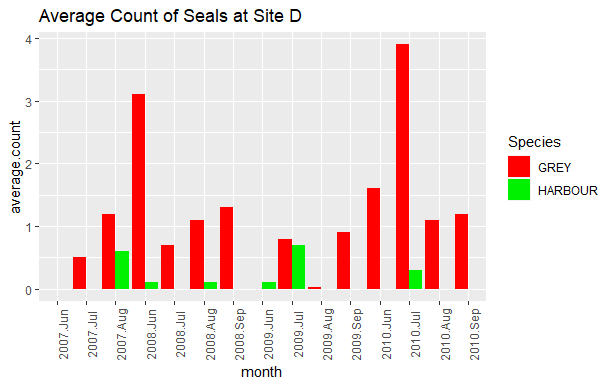 Average Count of Seals at Site D
4
3
2
1
0
average.count
2007.Jun
2007.Jul
2007.Aug
2008.Jun
2008.Jul
2008.Aug
2008.Sep
2009.Jun
2009.Jul
2009.Aug
2009.Sep
2010.Jun
2010.Jul
2010.Aug
2010.Sep
month
Species
GREY
HARBOUR